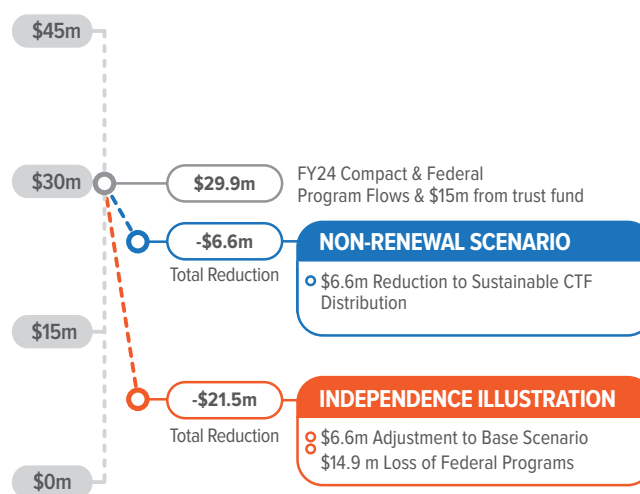 $45m
$30m
$29.9m
FY24 Compact & Federal
Program Flows & $15m from trust fund
-$6.6m
Total Reduction
NON-RENEWAL SCENARIO
$6.6m Reduction to Sustainable CTF
Distribution
$15m
-$21.5m
Total Reduction
INDEPENDENCE ILLUSTRATION
$6.6m Adjustment to Base Scenario
$14.9 m Loss of Federal Programs
$0m